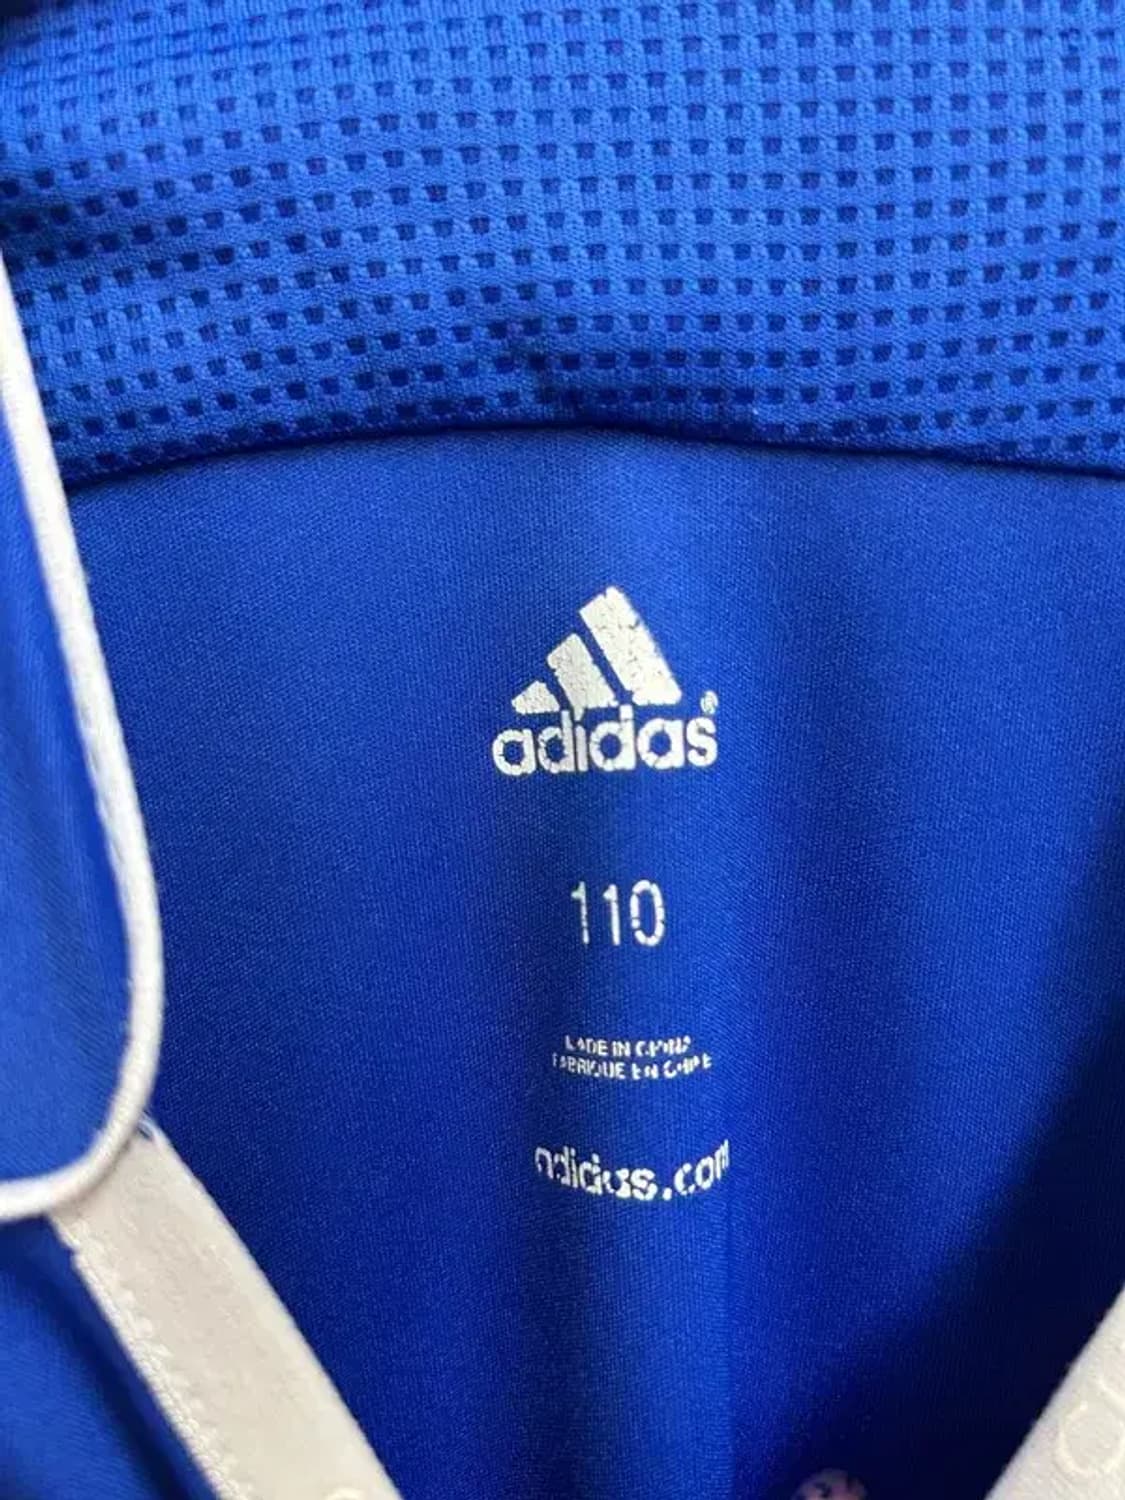 adidas®
110
MADE IN CHINA
FABRIQUE EN CHINE
adidas.com